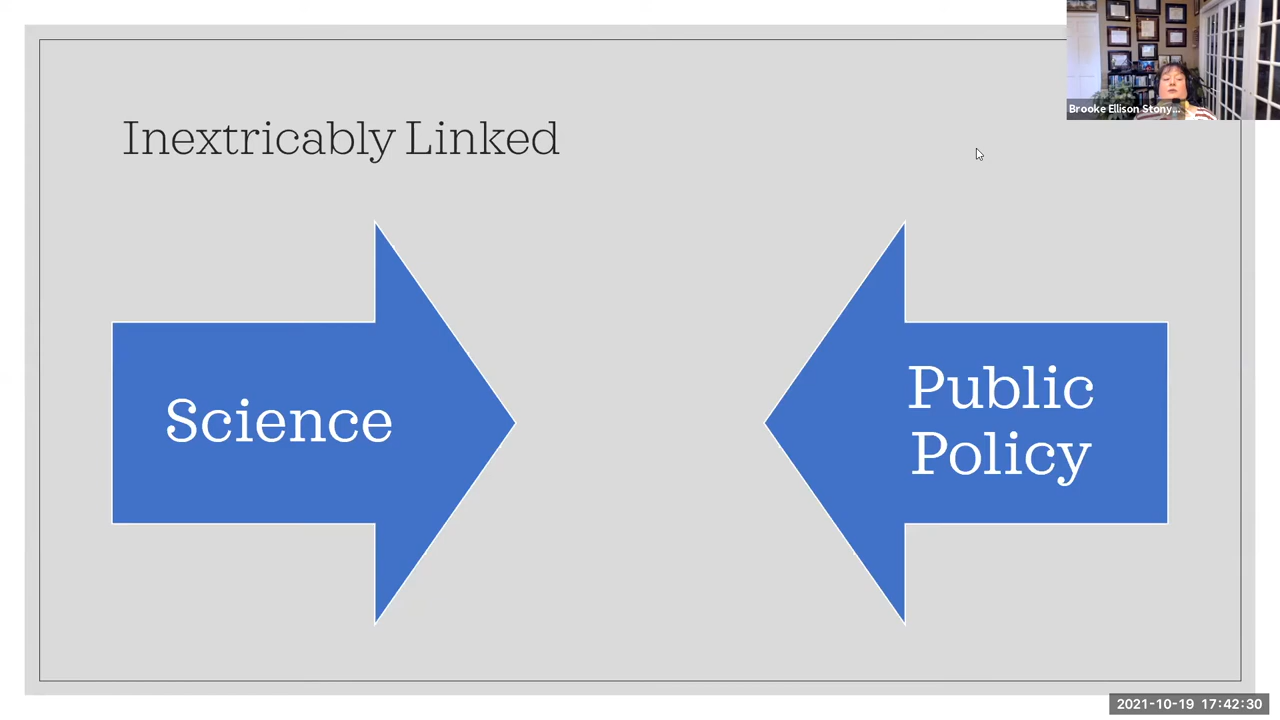 Brooke Ellison Stony...
Inextricably Linked
Science
Public
Policy
2021-10-19 17:42:30